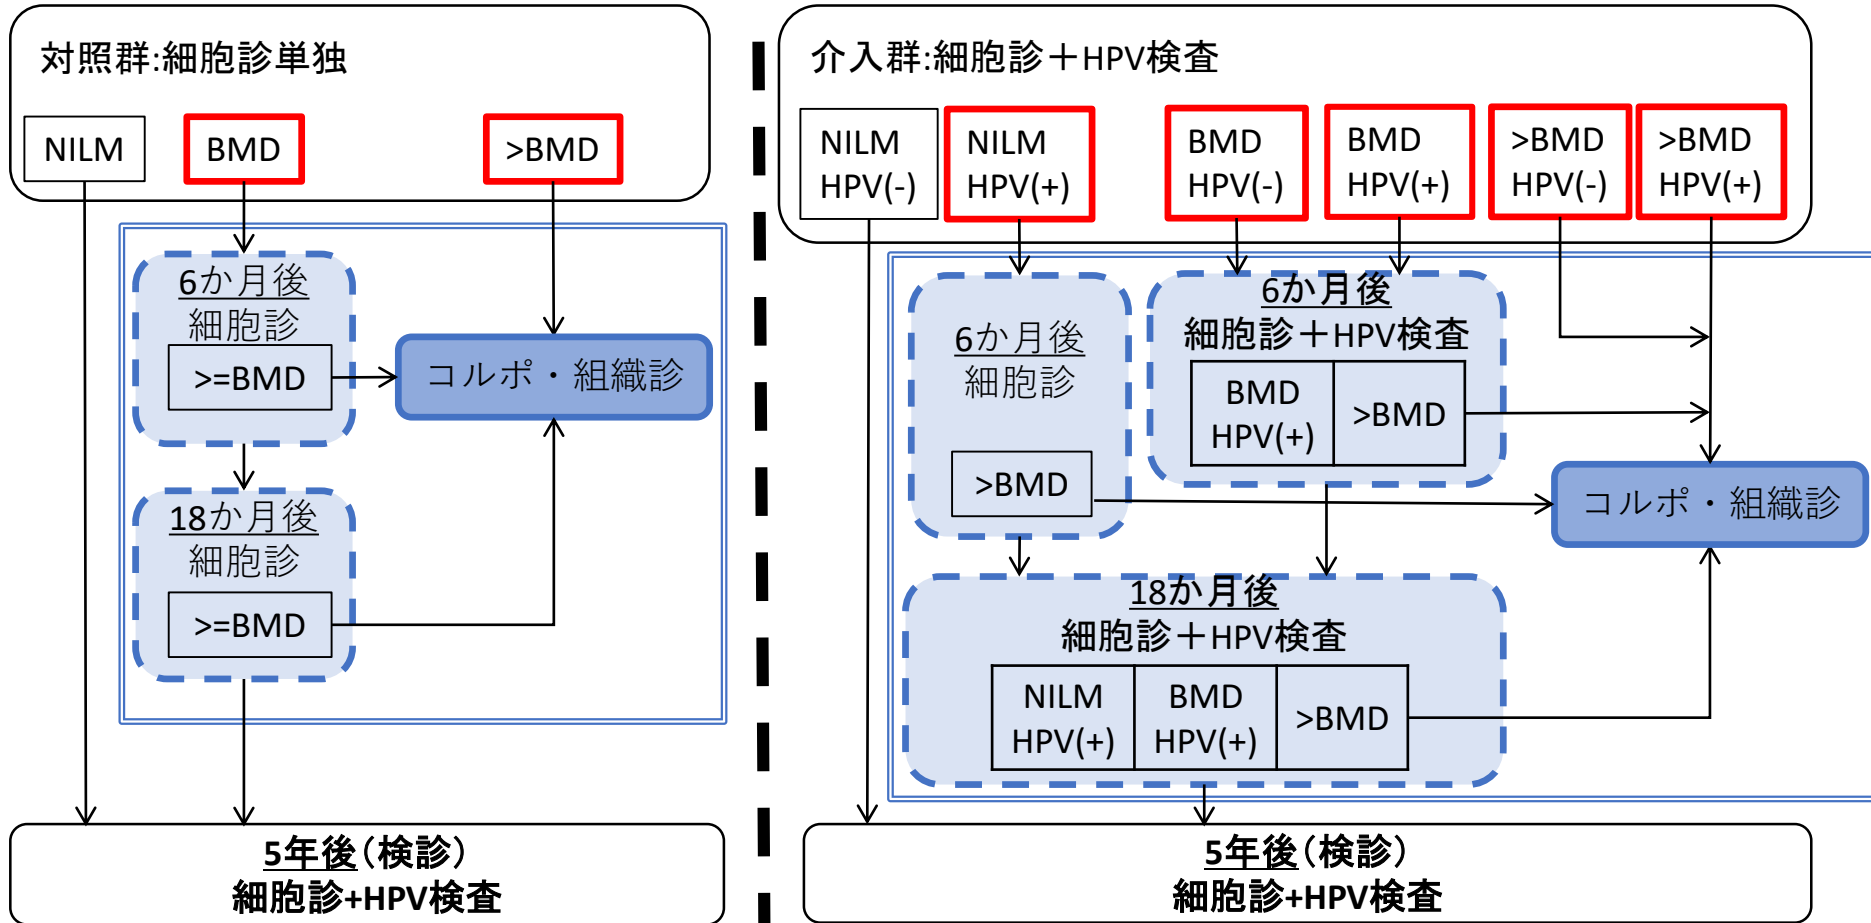 対照群:細胞診単独
NILM
BMD
>BMD
6か月後
細胞診
>=BMD
コルポ・組織診
18か月後
細胞診
>=BMD
5年後(検診)
細胞診+HPV検査
介入群:細胞診＋HPV検査
NILM
HPV(-)
NILM
HPV(+)
BMD
HPV(-)
BMD
HPV(+)
>BMD
HPV(-)
>BMD
HPV(+)
6か月後
細胞診
>BMD
6か月後
細胞診＋HPV検査
BMD
HPV(+)
>BMD
コルポ・組織診
18か月後
細胞診＋HPV検査
NILM
HPV(+)
BMD
HPV(+)
>BMD
5年後(検診)
細胞診+HPV検査